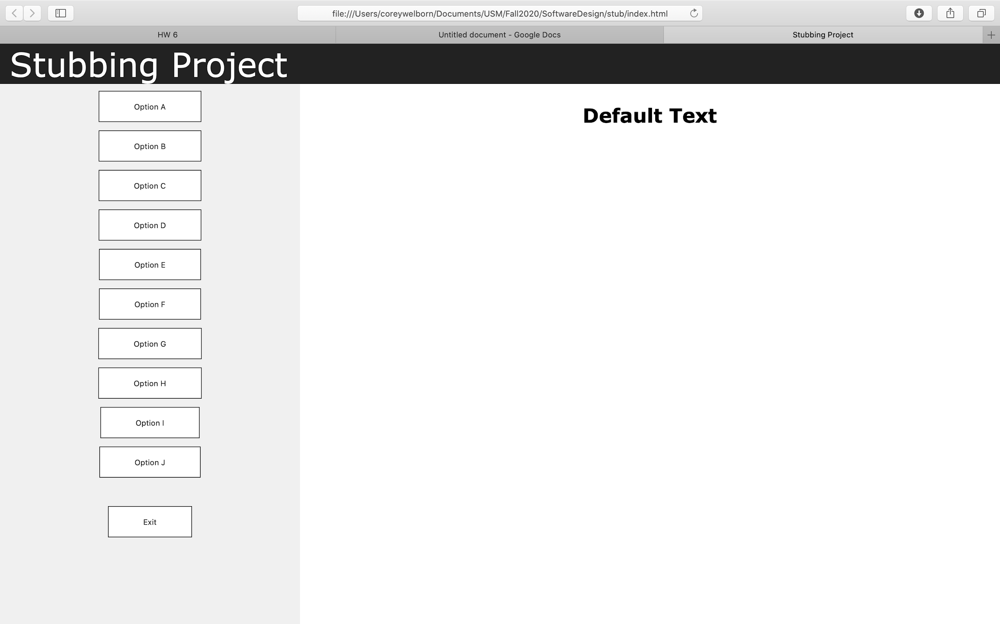 file:///Users/coreywelborn/Documents/USM/Fall2020/SoftwareDesign/stub/index.html
HW 6
Untitled document - Google Docs
Stubbing Project
Stubbing Project
Option A
Default Text
Option B
Option C
Option D
Option E
Option F
Option G
Option H
Option I
Option J
Exit